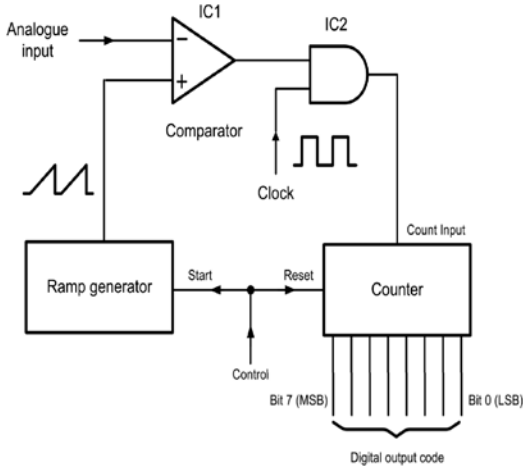 IC1
IC2
Analogue
input
−
+
Comparator
Clock
Count Input
Ramp generator
Start
Reset
Counter
Control
Bit 7 (MSB)
Bit 0 (LSB)
Digital output code